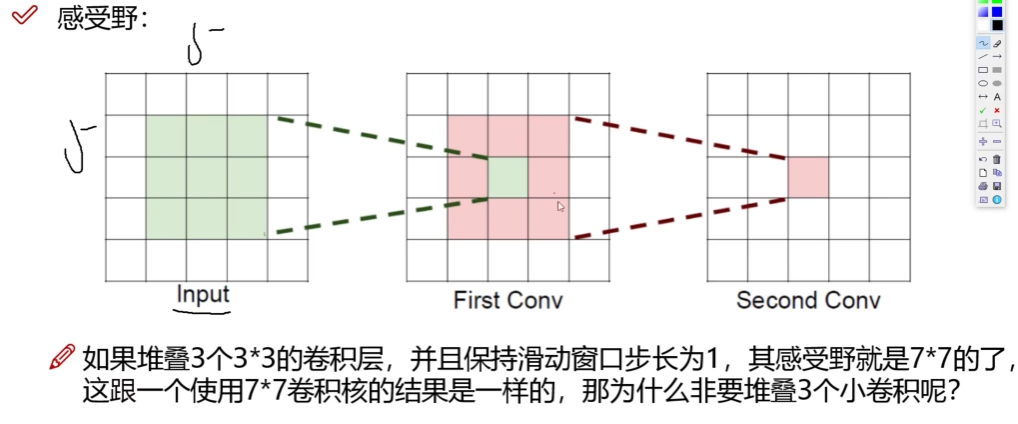 感受野：
5
5
Input
First Conv
Second Conv
如果堆叠3个3*3的卷积层，并且保持滑动窗口步长为1，其感受野就是7*7的了，
这跟一个使用7*7卷积核的结果是一样的，那为什么非要堆叠3个小卷积呢？